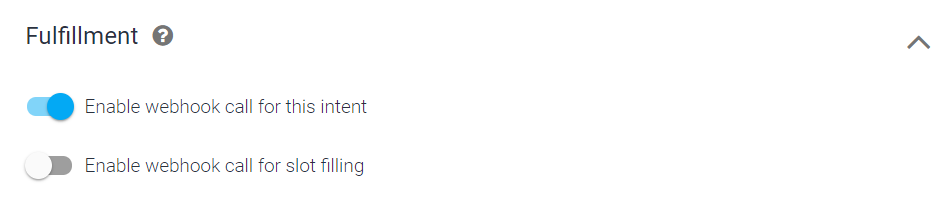 Fulfillment ?
Enable webhook call for this intent
Enable webhook call for slot filling